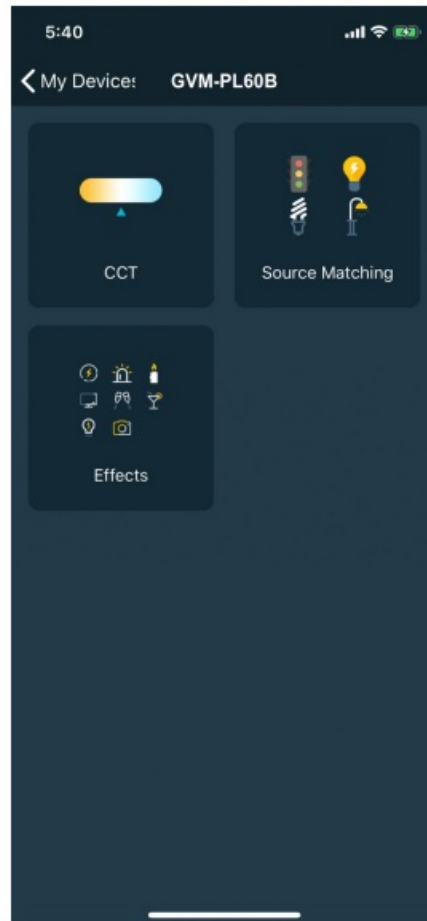 5:40
My Devices GVM-PL60B
CCT
Source Matching
Effects